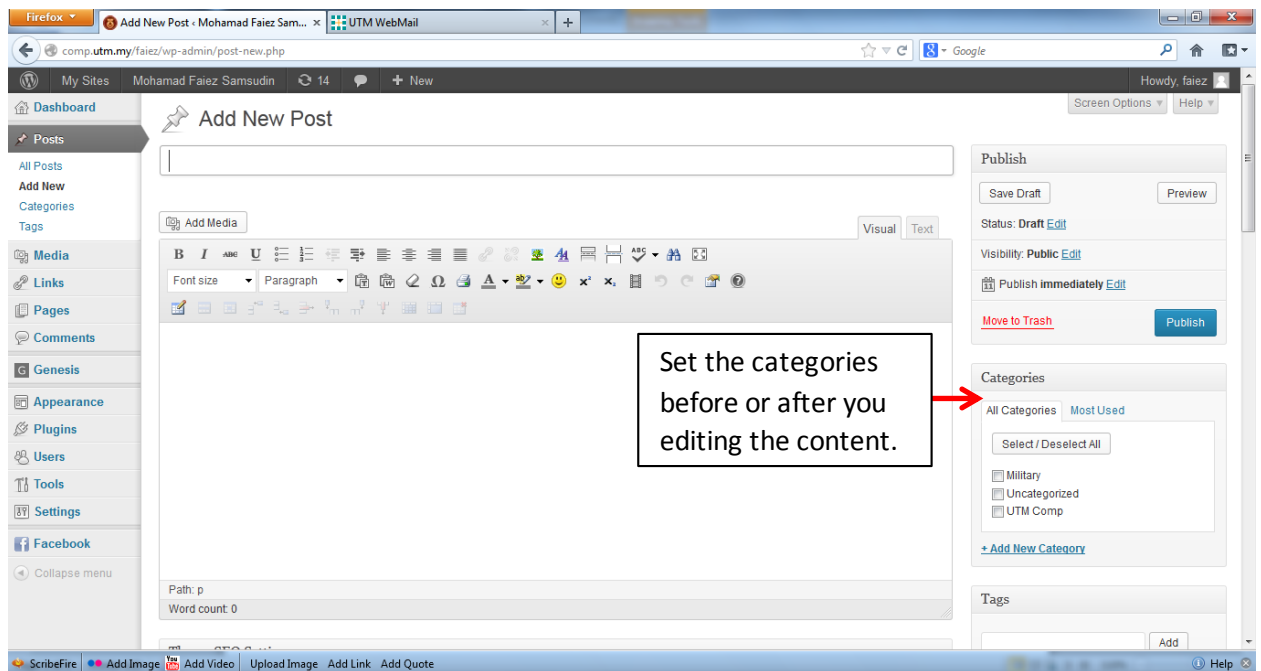 Firefox
Add New Post ‹ Mohamad Faiez Sam... × UTM WebMail × +
comp.utm.my/faiez/wp-admin/post-new.php Google
My Sites Mohamad Faiez Samsudin 14 + New Howdy, faiez
Screen Options Help
Dashboard
Posts
All Posts
Add New
Categories
Tags
Media
Links
Pages
Comments
Genesis
Appearance
Plugins
Users
Tools
Settings
Facebook
Collapse menu
Add New Post
Add Media
Visual Text
B I ABC U ABC
Font size Paragraph
Path: p
Word count: 0
Set the categories
before or after you
editing the content.
Publish
Save Draft Preview
Status: Draft Edit
Visibility: Public Edit
Publish immediately Edit
Move to Trash Publish
Categories
All Categories Most Used
Select / Deselect All
Military
Uncategorized
UTM Comp
+ Add New Category
Tags
Add
ScribeFire Add Image Add Video Upload Image Add Link Add Quote Help